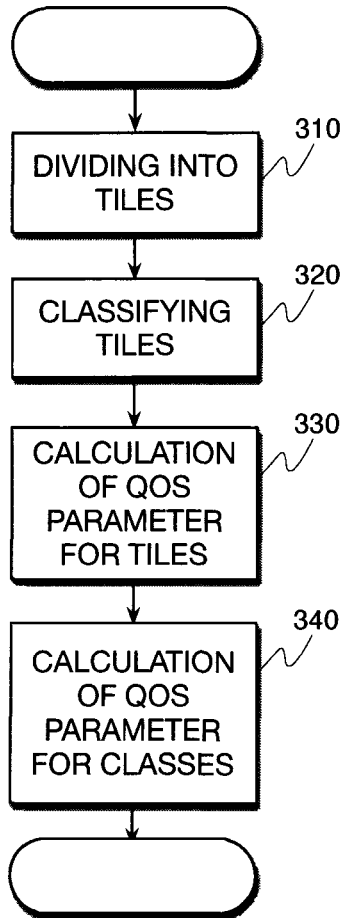 310
DIVIDING INTO
TILES
320
CLASSIFYING
TILES
330
CALCULATION
OF QOS
PARAMETER
FOR TILES
340
CALCULATION
OF QOS
PARAMETER
FOR CLASSES